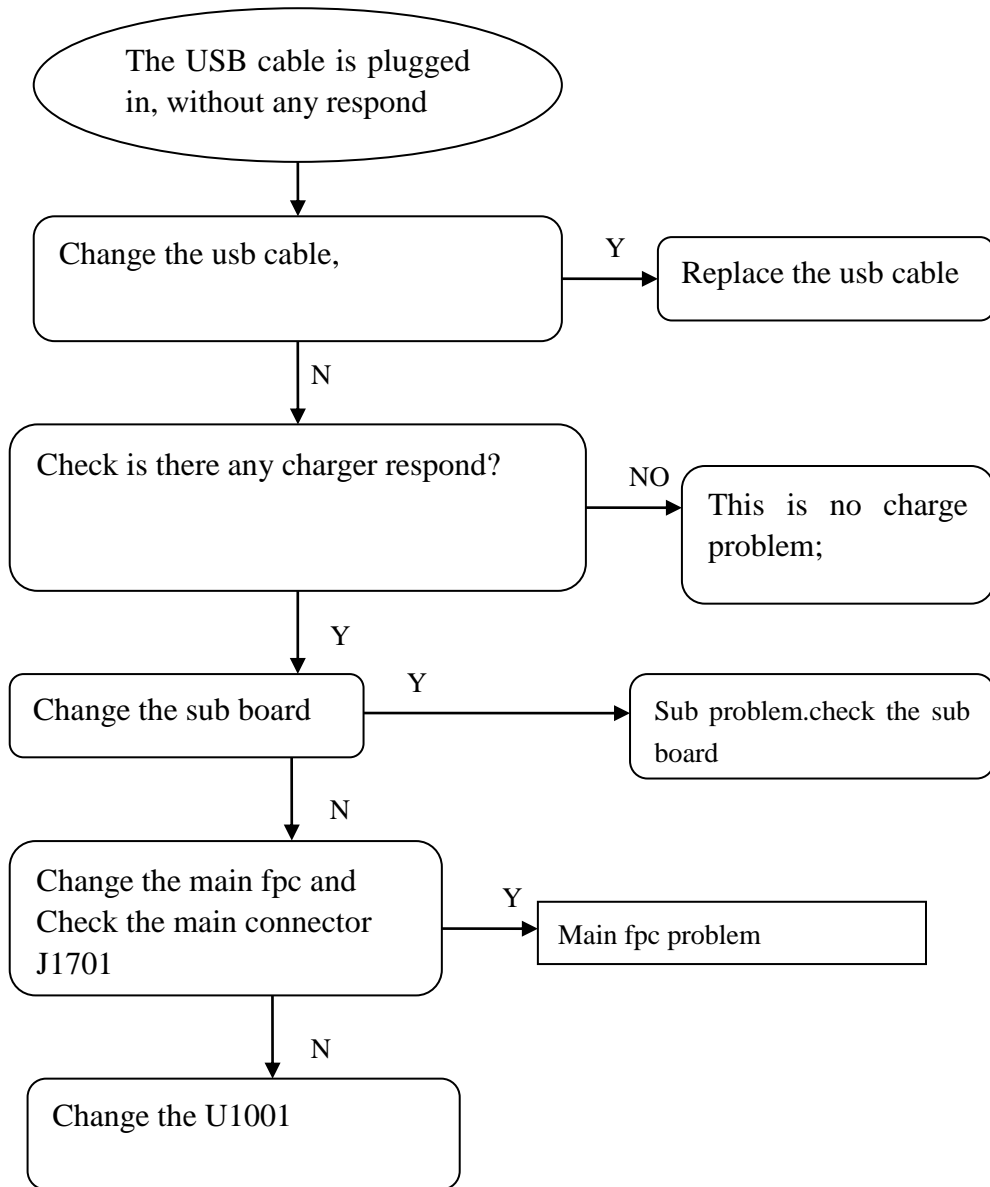 The USB cable is plugged
in, without any respond
Change the usb cable,
Y
Replace the usb cable
N
Check is there any charger respond?
NO
This is no charge
problem;
Y
Change the sub board
Y
Sub problem.check the sub
board
N
Change the main fpc and
Check the main connector
J1701
Y
Main fpc problem
N
Change the U1001